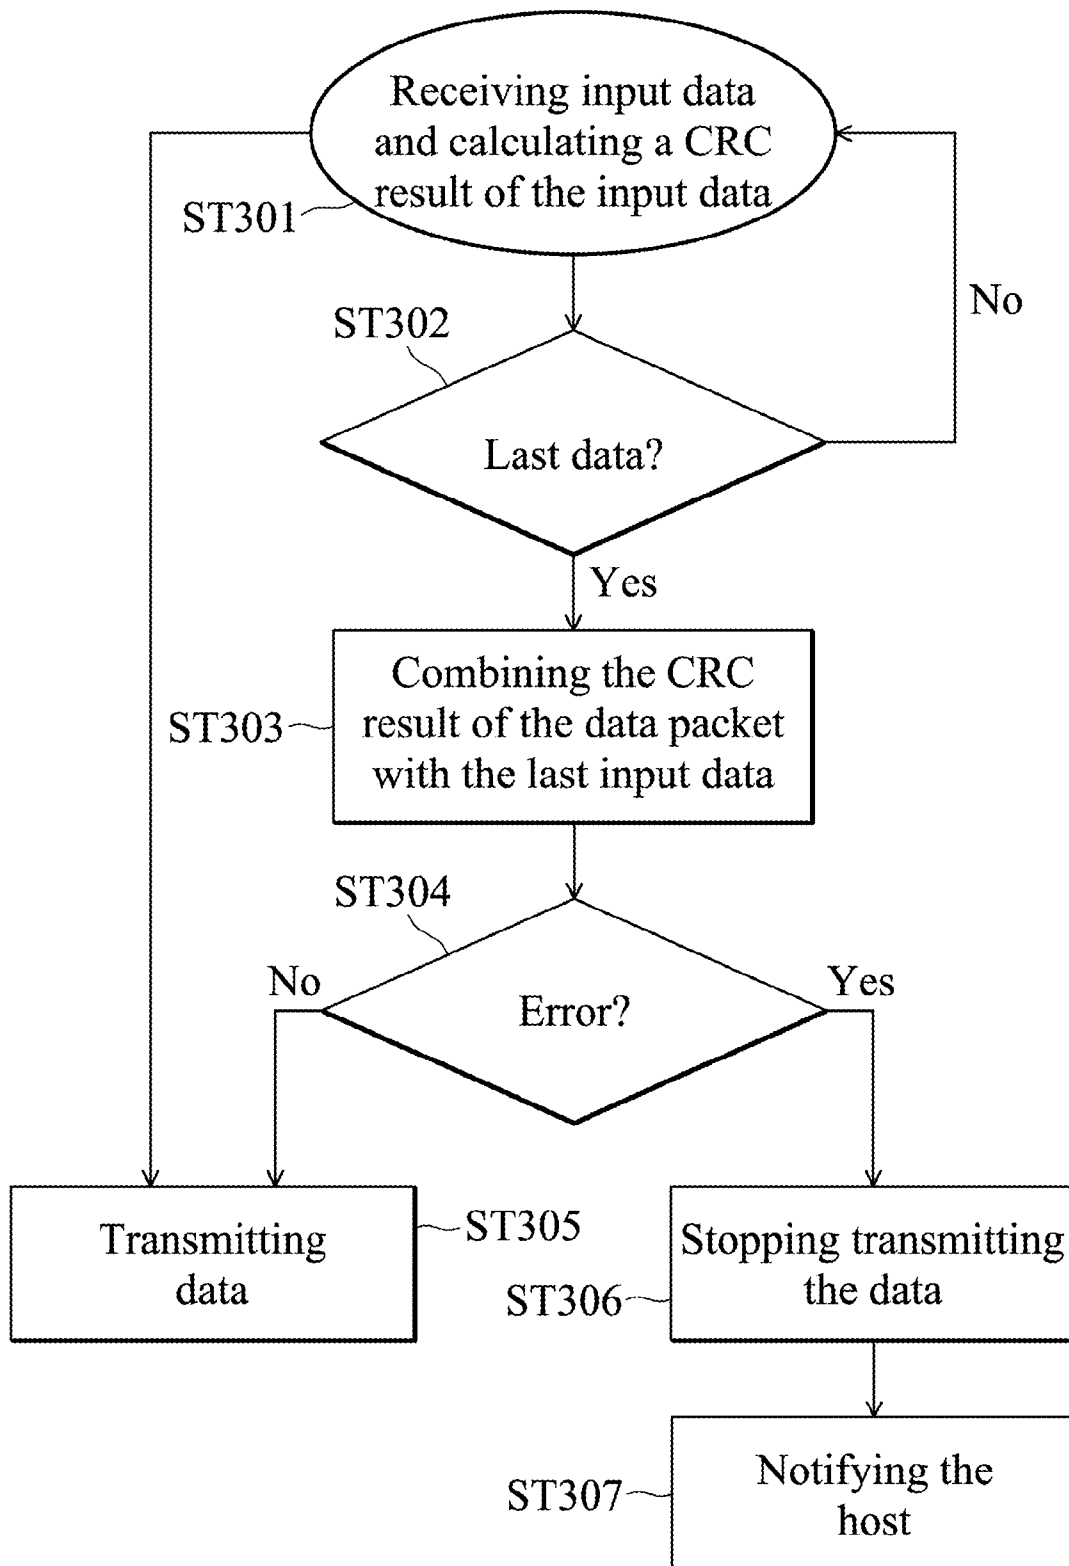 Receiving input data
and calculating a CRC
result of the input data
ST301
No
ST302
Last data?
Yes
Combining the CRC
result of the data packet
with the last input data
ST303
ST304
No
Yes
Error?
Transmitting
data
ST305
Stopping transmitting
the data
ST306
Notifying the
host
ST307